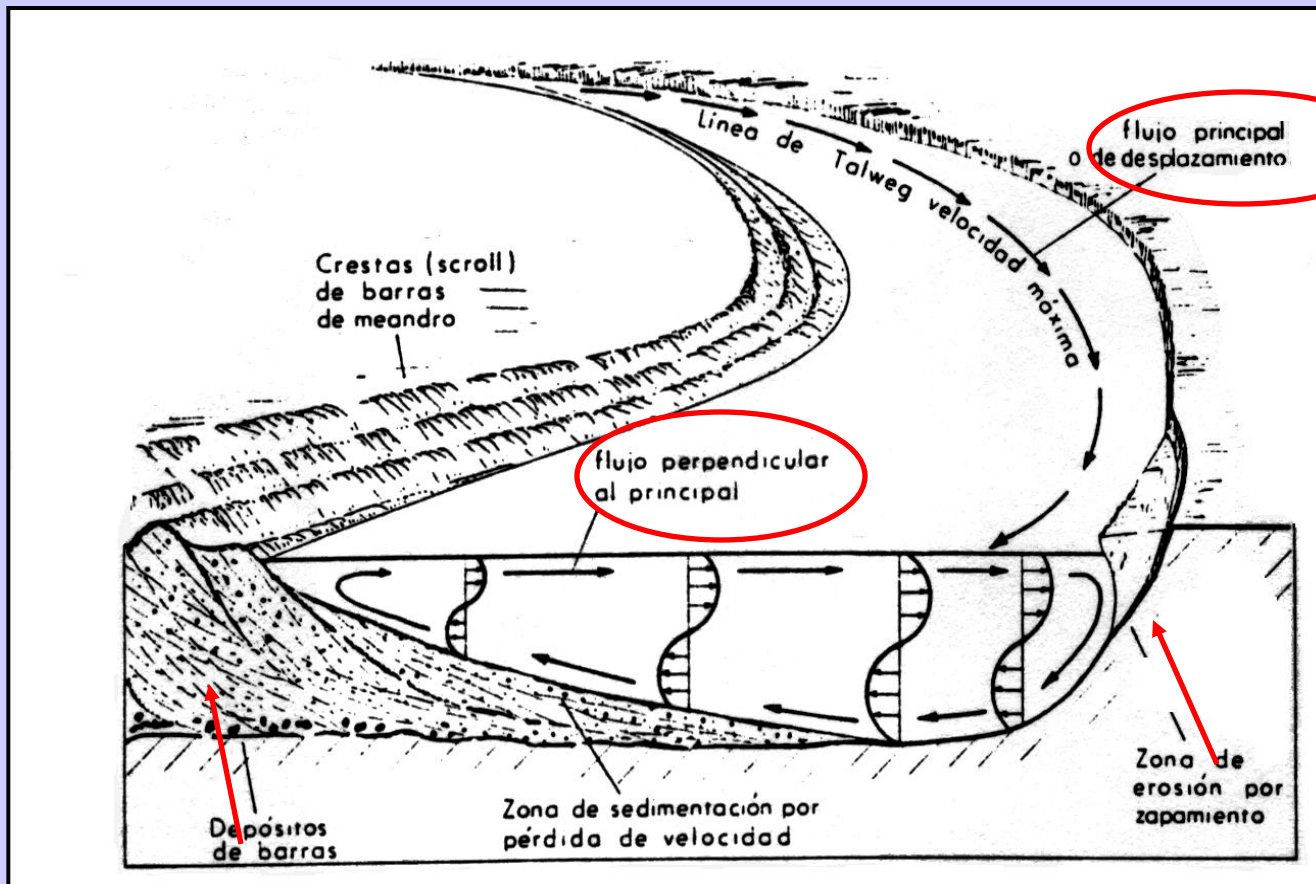 flujo principal
o de desplazamiento
Línea de Talweg velocidad máxima
Crestas (scroll)
de barras
de meandro
flujo perpendicular
al principal
Zona de
erosión por
zapamiento
Zona de sedimentación por
pérdida de velocidad
Depósitos
de barras